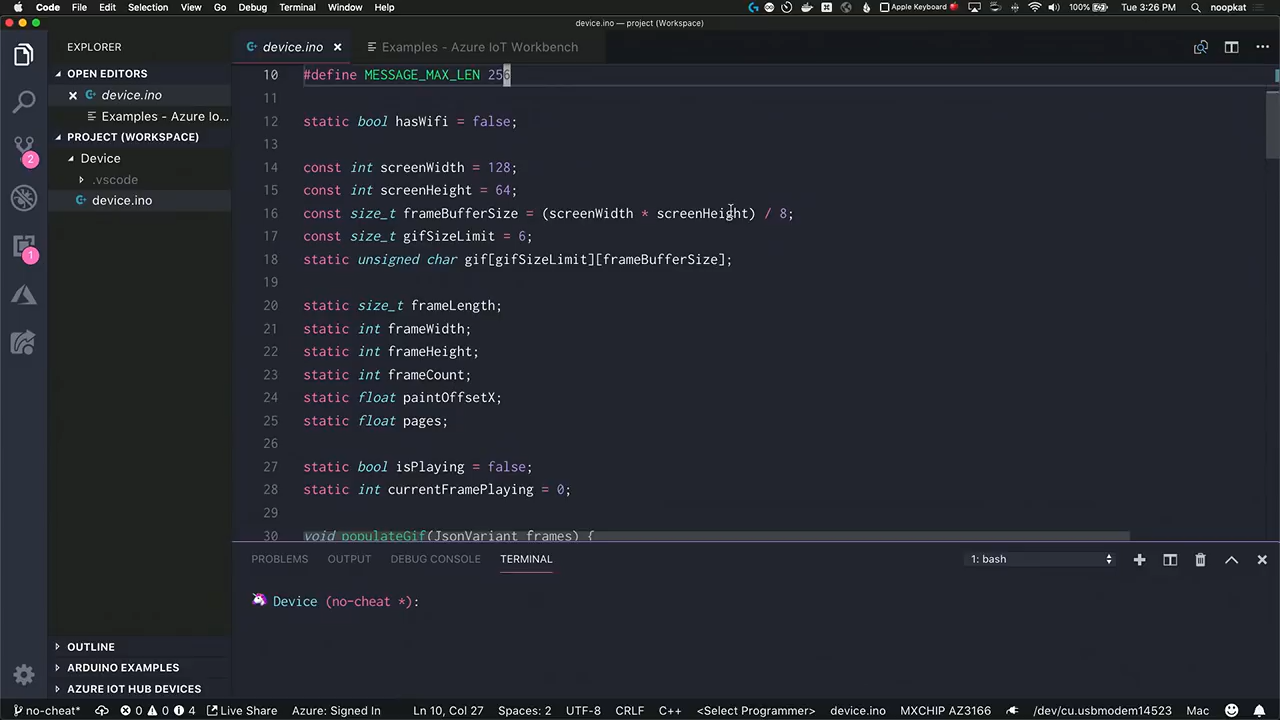 Code File Edit Selection View Go Debug Terminal Window Help Apple Keyboard 100% Tue 3:26 PM noopkat
device.ino — project (Workspace)
EXPLORER
device.ino
Examples - Azure IoT Workbench
OPEN EDITORS
device.ino
Examples - Azure Io...
PROJECT (WORKSPACE)
Device
.vscode
device.ino
2
1
10 #define MESSAGE_MAX_LEN 256
11
12 static bool hasWifi = false;
13
14 const int screenWidth = 128;
15 const int screenHeight = 64;
16 const size_t frameBufferSize = (screenWidth * screenHeight) / 8;
17 const size_t gifSizeLimit = 6;
18 static unsigned char gif[gifSizeLimit][frameBufferSize];
19
20 static size_t frameLength;
21 static int frameWidth;
22 static int frameHeight;
23 static int frameCount;
24 static float paintOffsetX;
25 static float pages;
26
27 static bool isPlaying = false;
28 static int currentFramePlaying = 0;
29
30 void populateGif(JsonVariant frames) {
PROBLEMS OUTPUT DEBUG CONSOLE TERMINAL 1: bash
Device (no-cheat *):
OUTLINE
ARDUINO EXAMPLES
AZURE IOT HUB DEVICES
no-cheat* 0 0 4 Live Share Azure: Signed In Ln 10, Col 27 Spaces: 2 UTF-8 CRLF C++ <Select Programmer> device.ino MXCHIP AZ3166 /dev/cu.usbmodem14523 Mac